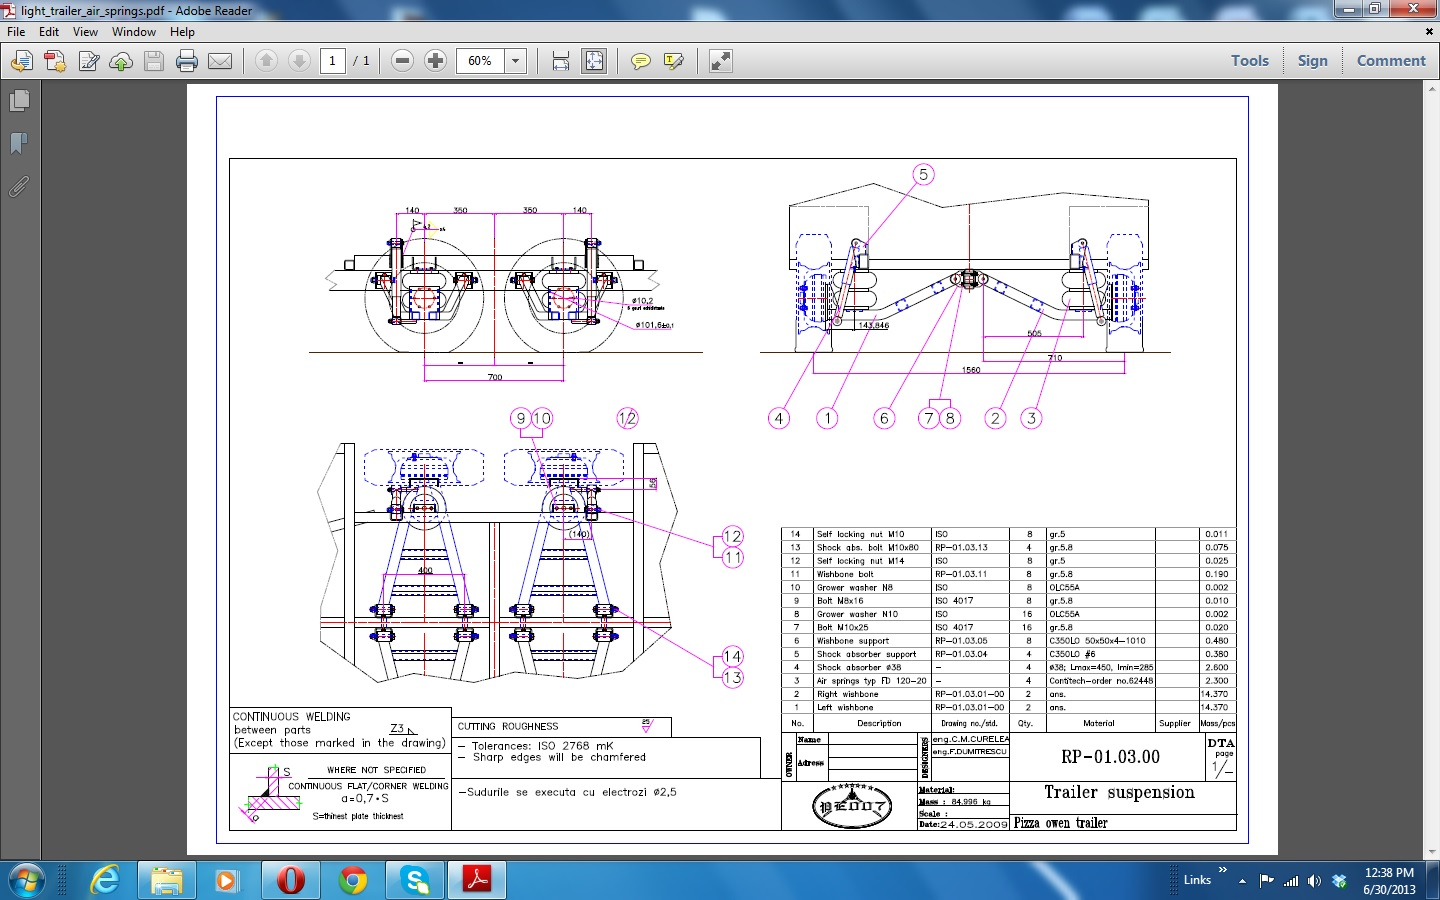 light_trailer_air_springs.pdf - Adobe Reader
File Edit View Window Help
1 / 1 60% Tools Sign Comment
5
140 350 350 140
Ø10,2
Ø101,6±0,1
700
143,846
505
710
1560
4 1 6 7 8 2 3
9 10 12
56
(140)
400
12
11
14
13
14 Self locking nut M10 ISO 8 gr.5 0.011
13 Shock abs. bolt M10x80 RP-01.03.13 4 gr.5.8 0.075
12 Self locking nut M14 ISO 8 gr.5 0.025
11 Wishbone bolt RP-01.03.11 8 gr.5.8 0.190
10 Grower washer N8 ISO 8 OLC55A 0.002
9 Bolt M8x16 ISO 4017 8 gr.5.8 0.010
8 Grower washer N10 ISO 16 OLC55A 0.002
7 Bolt M10x25 ISO 4017 16 gr.5.8 0.020
6 Wishbone support RP-01.03.05 8 C350LO 50x50x4-1010 0.480
5 Shock absorber support RP-01.03.04 4 C350LO #6 0.380
4 Shock absorber Ø38 - 4 Ø38; Lmax=450, lmin=285 2.600
3 Air springs typ FD 120-20 - 4 Contitech-order no.62448 2.300
2 Right wishbone RP-01.03.01-00 2 ans. 14.370
1 Left wishbone RP-01.03.01-00 2 ans. 14.370
No. Description Drawing no./std. Qty. Material Supplier Mass/pcs
CONTINUOUS WELDING
between parts Z3
(Except those marked in the drawing)
WHERE NOT SPECIFIED
CONTINUOUS FLAT/CORNER WELDING
a=0,7•S
S=thinest plate thicknest
S
a
CUTTING ROUGHNESS 25
- Tolerances: ISO 2768 mK
- Sharp edges will be chamfered
-Sudurile se executa cu electrozi Ø2,5
OWNER
Name
Adress
DESIGNERS
eng.C.M.CURELEA
eng.F.DUMITRESCU
RP-01.03.00
DTA
page
1/-
Material:
Mass : 84.996 kg
Scale :
Date:24.05.2009
Trailer suspension
Pizza owen trailer
Links
12:38 PM
6/30/2013